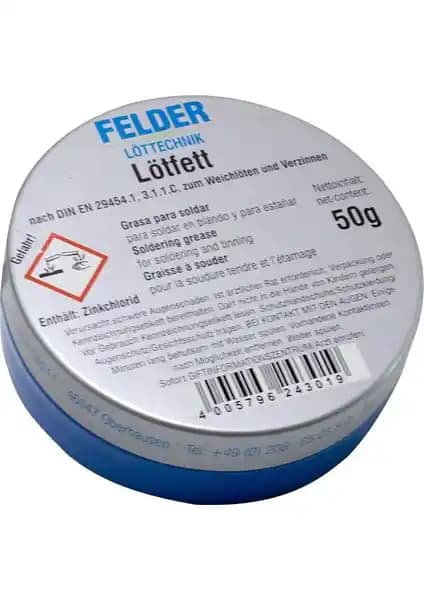 FELDER
LÖTTECHNIK
Lötfett
nach DIN EN 29454.1, 3.1.1.C. zum Weichlöten und Verzinnen
Grasa para soldar
para soldar en blando y para estañar
Soldering grease
for soldering and tinning
Graisse à souder
pour la soudure tendre et l'étamage
Nettoinhalt:
net-content:
50g
Gefahr!
Enthält: Zinkchlorid
Verursacht schwere Augenschäden. Ist ärztlicher Rat erforderlich, Verpackung oder
Kennzeichnungsetikett bereithalten. Darf nicht in die Hände von Kindern gelangen.
Vor Gebrauch Kennzeichnungsetikett lesen. Schutzhandschuhe/Schutzkleidung/
Augenschutz/Gesichtsschutz tragen. BEI KONTAKT MIT DEN AUGEN: Einige
Minuten lang behutsam mit Wasser spülen. Vorhandene Kontaktlinsen
nach Möglichkeit entfernen. Weiter spülen.
Sofort GIFTINFORMATIONSZENTRUM/Arzt anrufen.
4 005796 243019
46047 Oberhausen
Tel.: +49 (0) 208